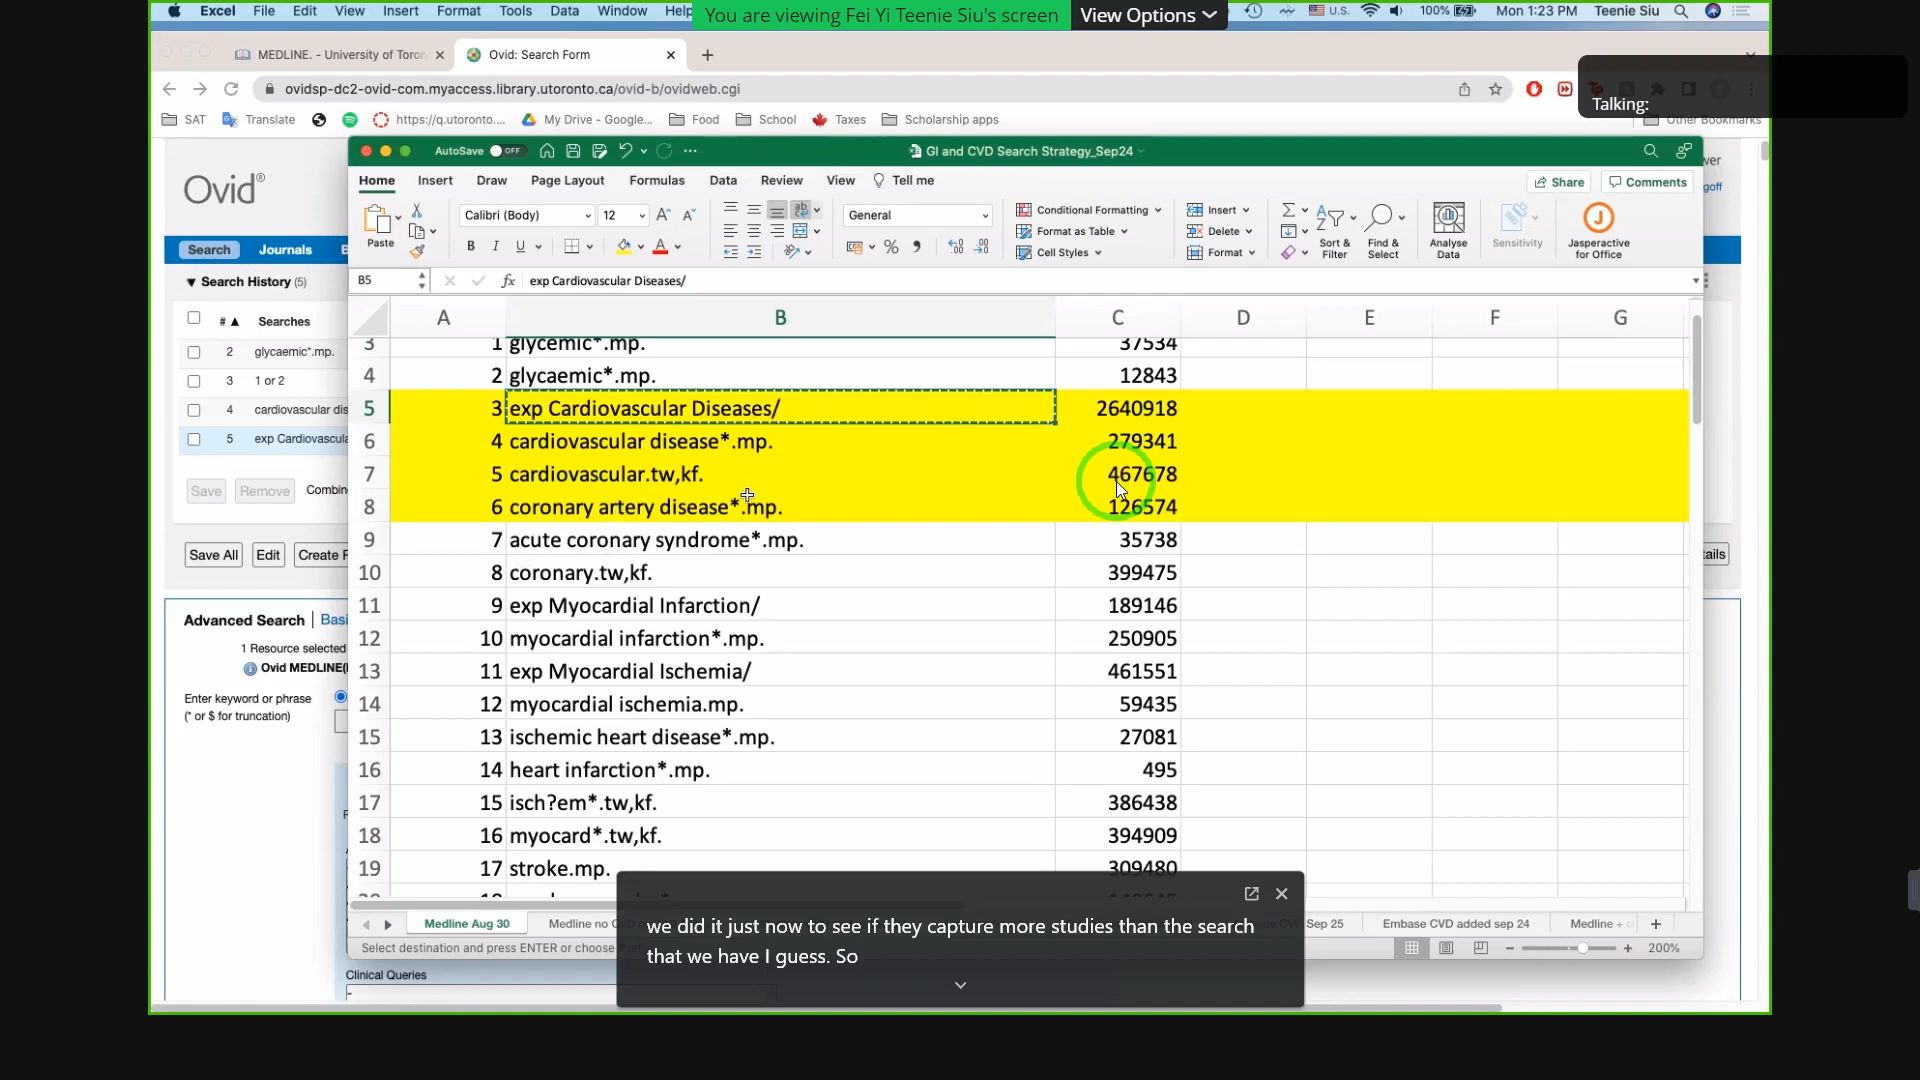 Excel File Edit View Insert Format Tools Data Window Help
You are viewing Fei Yi Teenie Siu's screen View Options
U.S. 100% Mon 1:23 PM Teenie Siu
MEDLINE. - University of Toron
Ovid: Search Form
ovidsp-dc2-ovid-com.myaccess.library.utoronto.ca/ovid-b/ovidweb.cgi
Talking:
SAT Translate https://q.utoronto.... My Drive - Google... Food School Taxes Scholarship apps Other Bookmarks
AutoSave OFF GI and CVD Search Strategy_Sep24
Ovid®
Home Insert Draw Page Layout Formulas Data Review View Tell me Share Comments
Paste Calibri (Body) 12 General
Conditional Formatting
Format as Table
Cell Styles
Insert
Delete
Format
Sort & Filter
Find & Select
Analyse Data
Sensitivity
Jasperactive for Office
Search Journals
B5 fx exp Cardiovascular Diseases/
Search History (5)
# ▲ Searches
2 glycaemic*.mp.
3 1 or 2
4 cardiovascular dis
5 exp Cardiovascula
Save Remove Combin
Save All Edit Create
Advanced Search | Basi
1 Resource selected
Ovid MEDLINE(
Enter keyword or phrase
(* or $ for truncation)
Clinical Queries
A B C D E F G
3 1 glycemic*.mp. 37534
4 2 glycaemic*.mp. 12843
5 3 exp Cardiovascular Diseases/ 2640918
6 4 cardiovascular disease*.mp. 279341
7 5 cardiovascular.tw,kf. 467678
8 6 coronary artery disease*.mp. 126574
9 7 acute coronary syndrome*.mp. 35738
10 8 coronary.tw,kf. 399475
11 9 exp Myocardial Infarction/ 189146
12 10 myocardial infarction*.mp. 250905
13 11 exp Myocardial Ischemia/ 461551
14 12 myocardial ischemia.mp. 59435
15 13 ischemic heart disease*.mp. 27081
16 14 heart infarction*.mp. 495
17 15 isch?em*.tw,kf. 386438
18 16 myocard*.tw,kf. 394909
19 17 stroke.mp. 309480
Medline Aug 30 Medline no Sep 25 Embase CVD added sep 24 Medline +
Select destination and press ENTER or choose
200%
we did it just now to see if they capture more studies than the search
that we have I guess. So